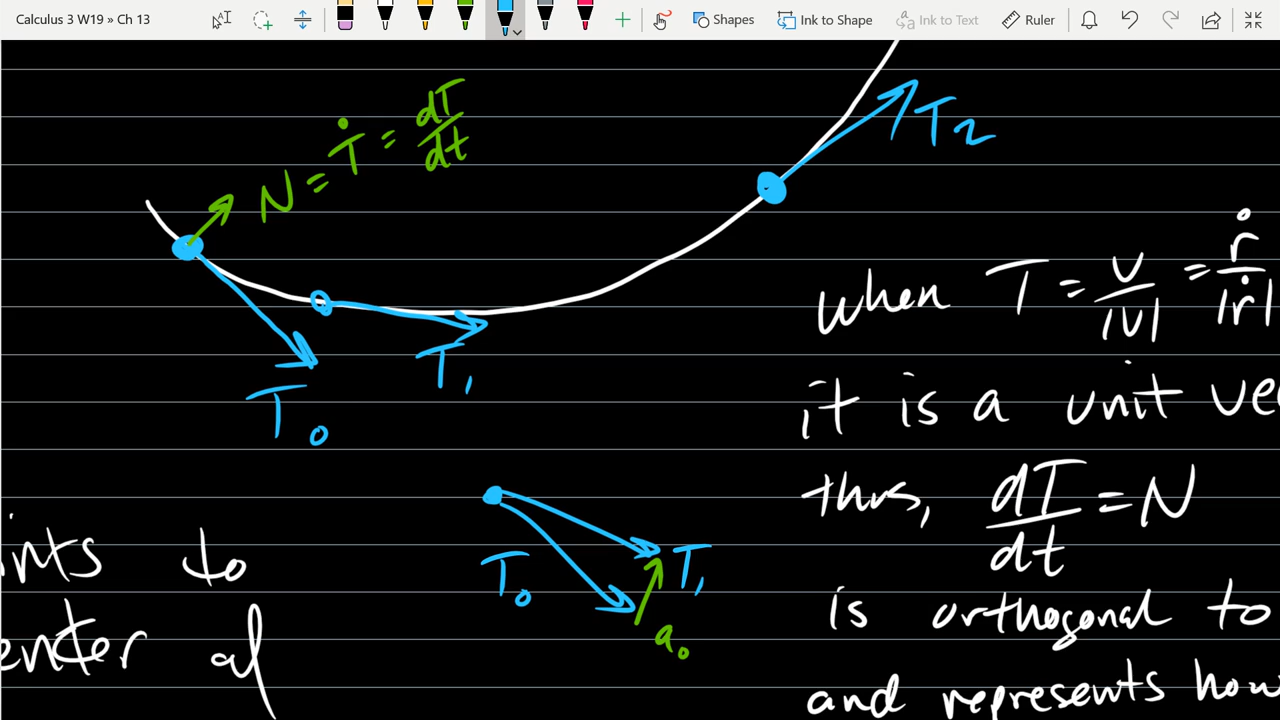 Calculus 3 W19 » Ch 13
Shapes
Ink to Shape
Ink to Text
Ruler
N = Ṫ = dT/dt
T₂
T₀
T₁
when T = v/|v| = ṙ/|ṙ|
it is a unit ve
thus, dT/dt = N
is orthogonal to
and represents how
T₀
T₁
a₀
ints to
enter of